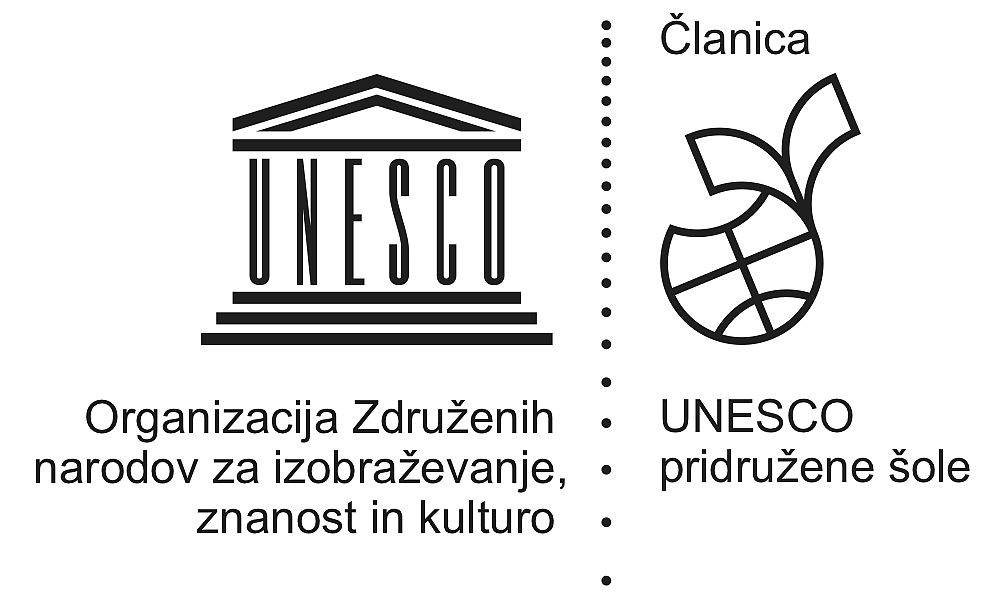 UNESCO
Organizacija Združenih
narodov za izobraževanje,
znanost in kulturo
Članica
UNESCO
pridružene šole